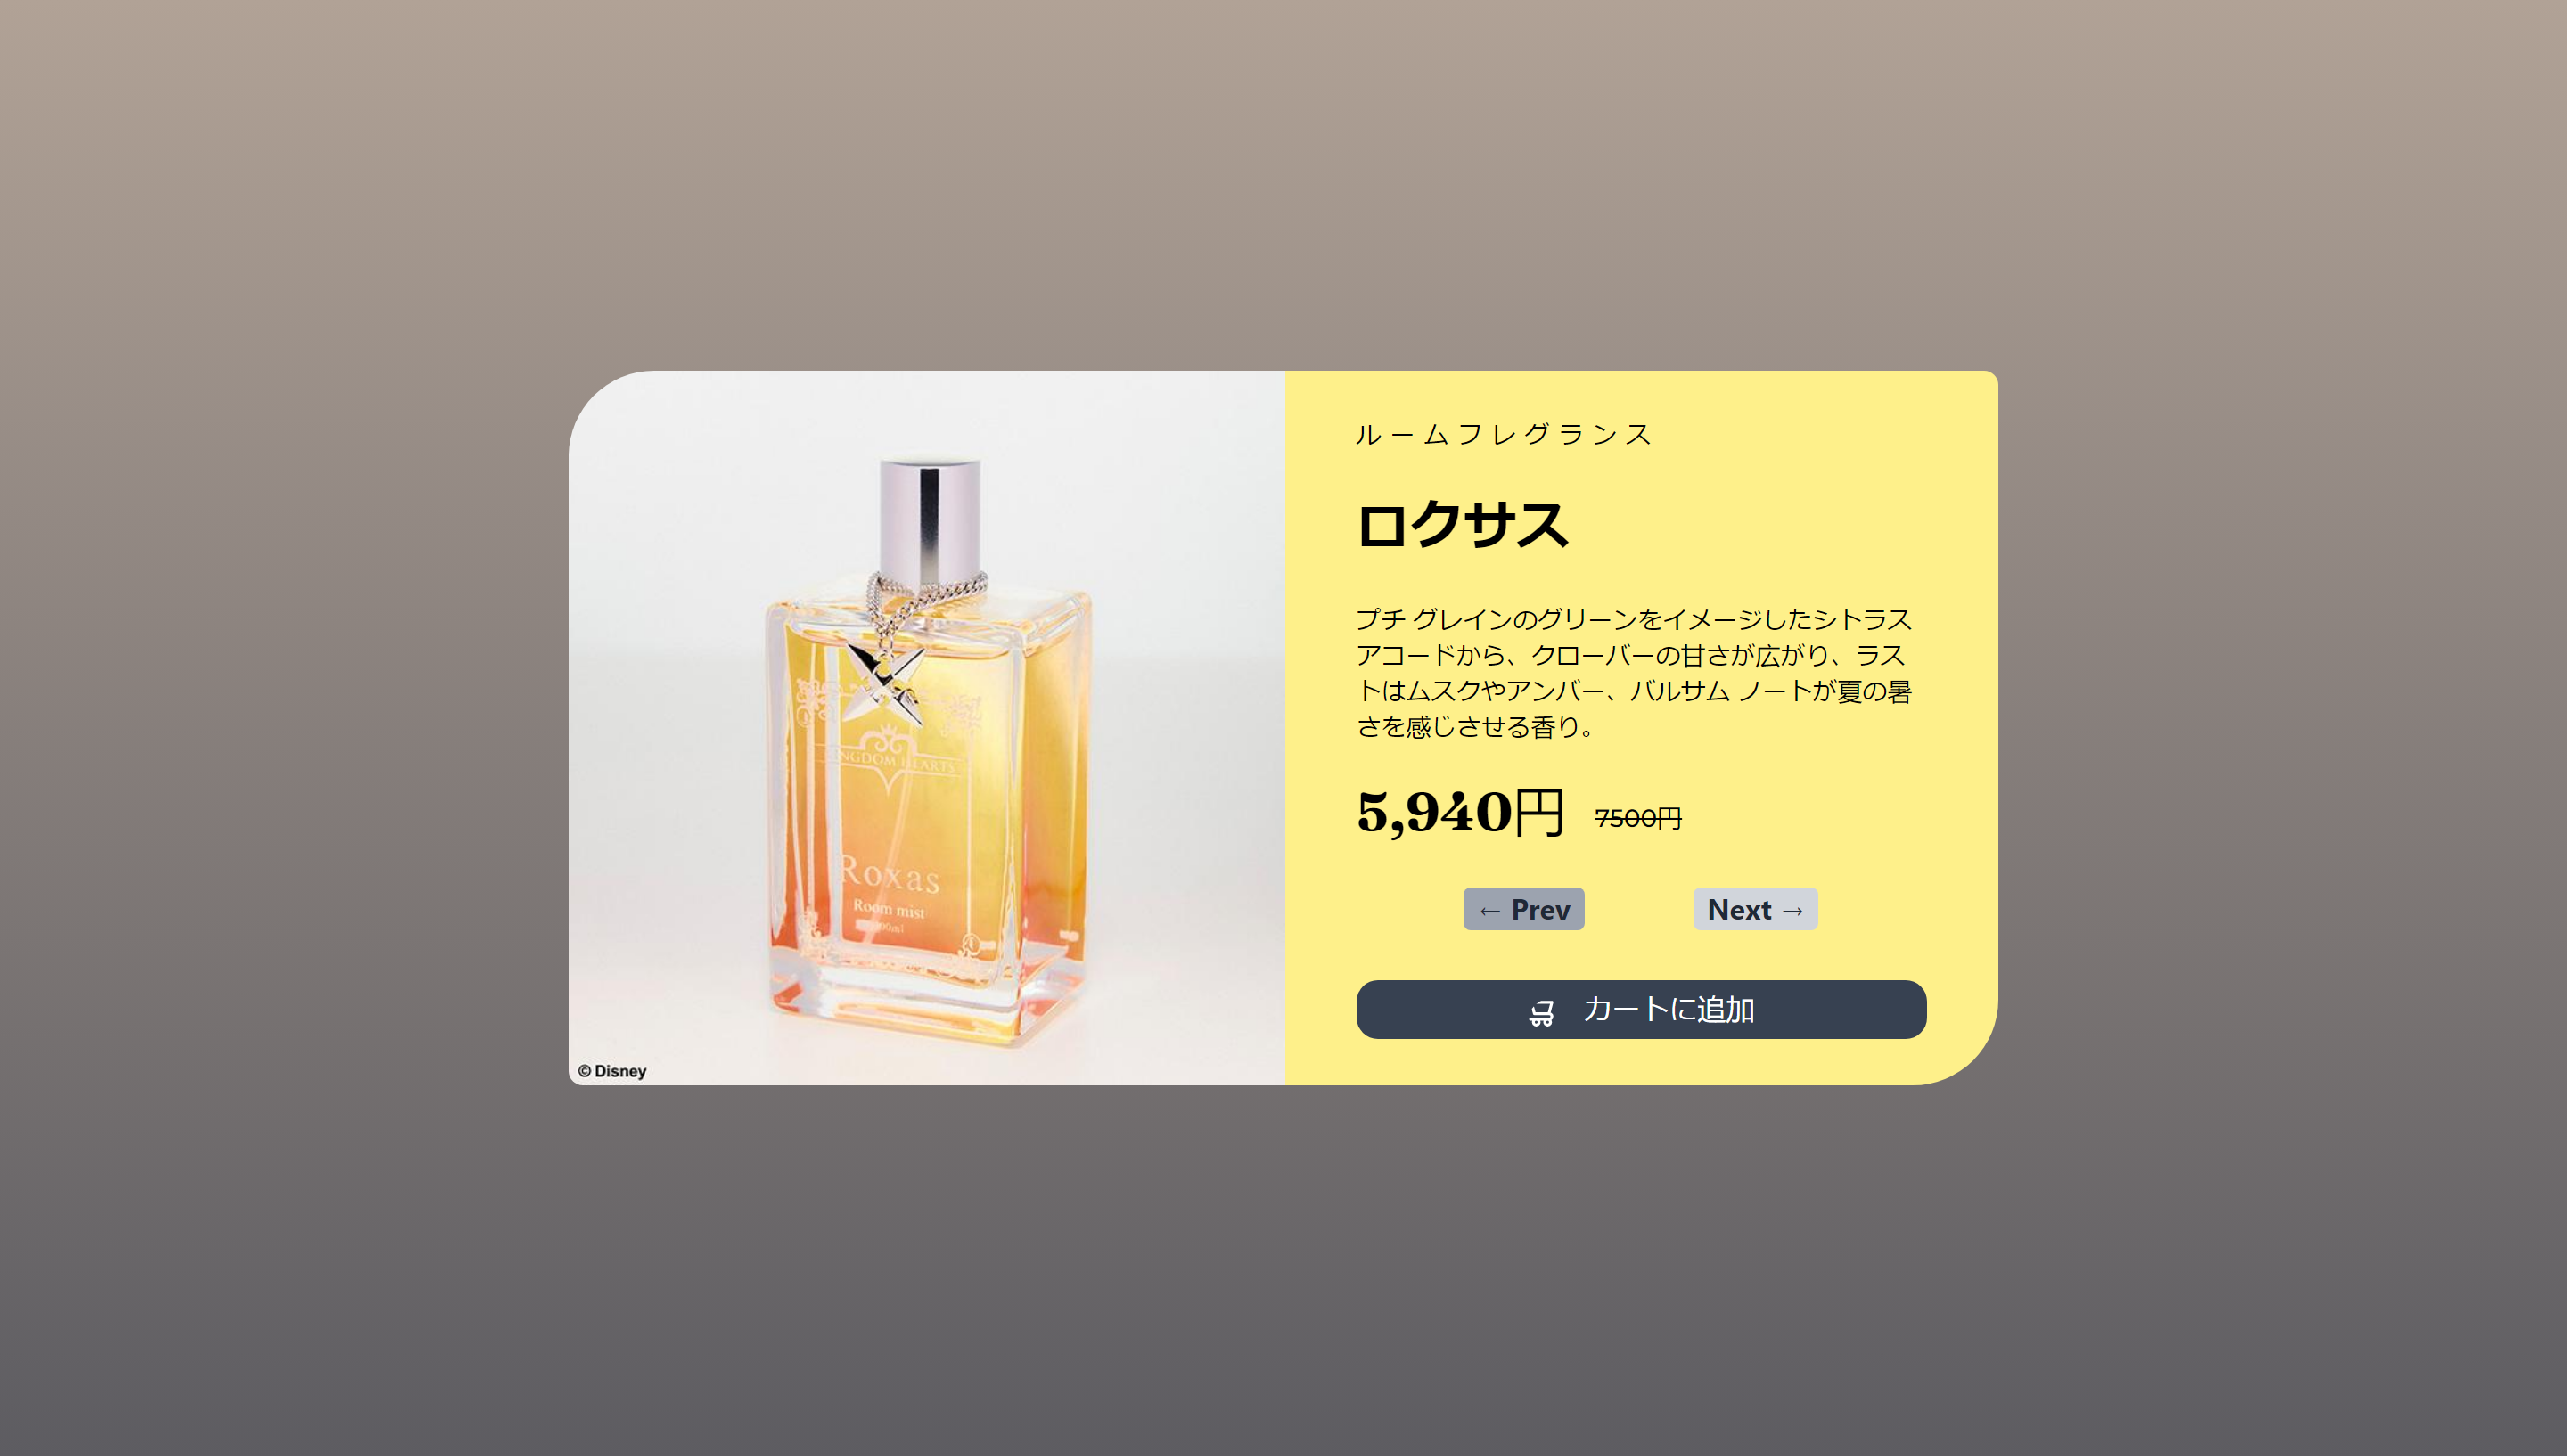 ルームフレグランス
ロクサス
プチ グレインのグリーンをイメージしたシトラス
アコードから、クローバーの甘さが広がり、ラス
トはムスクやアンバー、バルサム ノートが夏の暑
さを感じさせる香り。
5,940円 7500円
← Prev Next →
カートに追加
KINGDOM HEARTS
Roxas
Room mist
© Disney